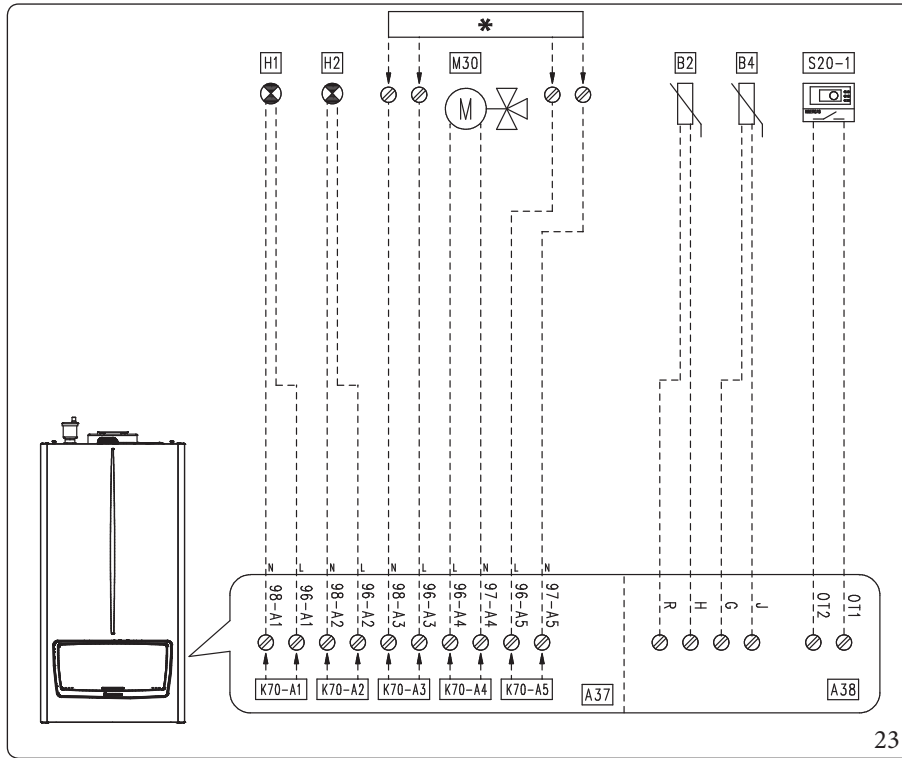 *
H1 H2 M30 B2 B4 S20-1
M
N L N L N L L N L N
98-A1 96-A1 98-A2 96-A2 98-A3 96-A3 96-A4 97-A4 96-A5 97-A5 R H G J OT2 OT1
K70-A1 K70-A2 K70-A3 K70-A4 K70-A5 A37 A38
23